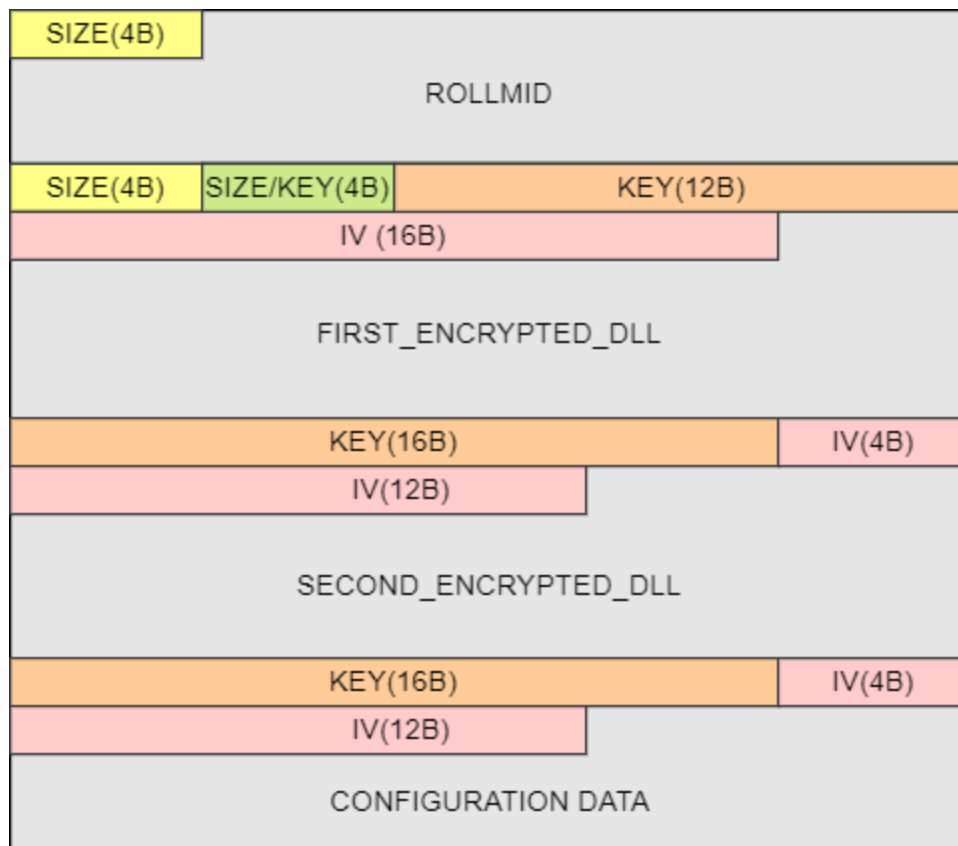 SIZE(4B)
ROLLMID
SIZE(4B) SIZE/KEY(4B) KEY(12B)
IV (16B)
FIRST_ENCRYPTED_DLL
KEY(16B) IV(4B)
IV(12B)
SECOND_ENCRYPTED_DLL
KEY(16B) IV(4B)
IV(12B)
CONFIGURATION DATA